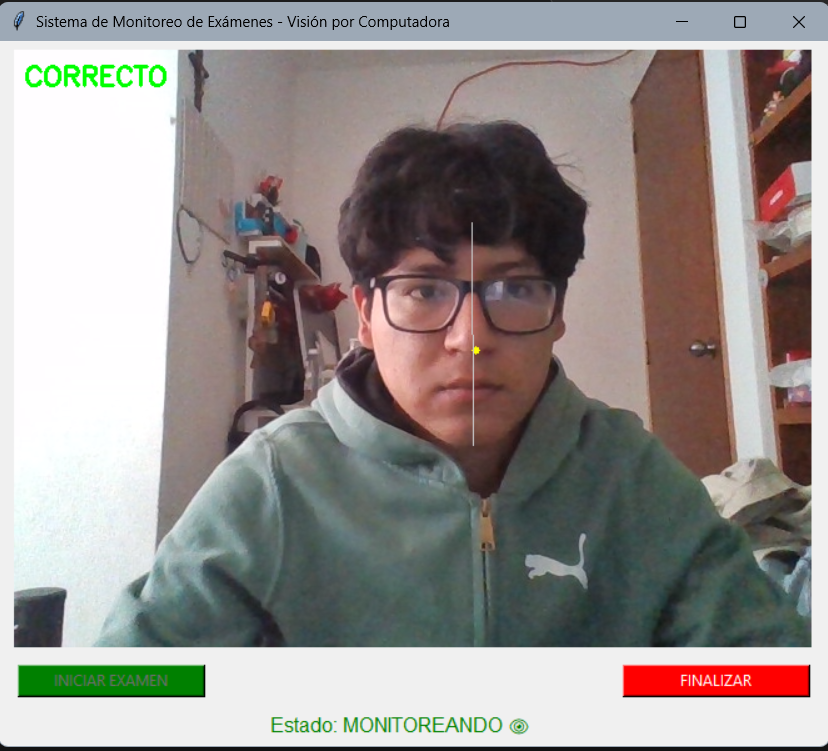 Sistema de Monitoreo de Exámenes - Visión por Computadora
CORRECTO
INICIAR EXAMEN
FINALIZAR
Estado: MONITOREANDO